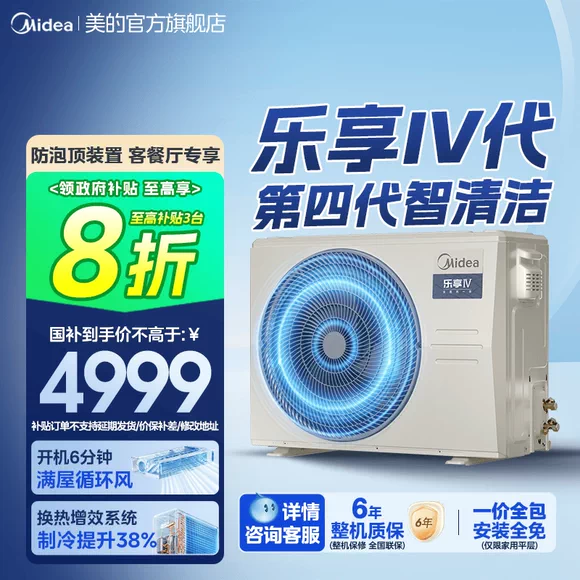 Midea 美的官方旗舰店
防泡顶装置 客餐厅专享
<领政府补贴 至高享>
至高补贴3台
8折
国补到手价不高于:¥
4999
补贴订单不支持延期发货/价保补差/修改地址
开机6分钟
满屋循环风
换热增效系统
制冷提升38%
乐享IV代
第四代智清洁
Midea
乐享IV
详情
咨询客服
6年
整机质保
(整机保修 全国联保)
6年
一价全包
安装全免
(仅限家用平层)